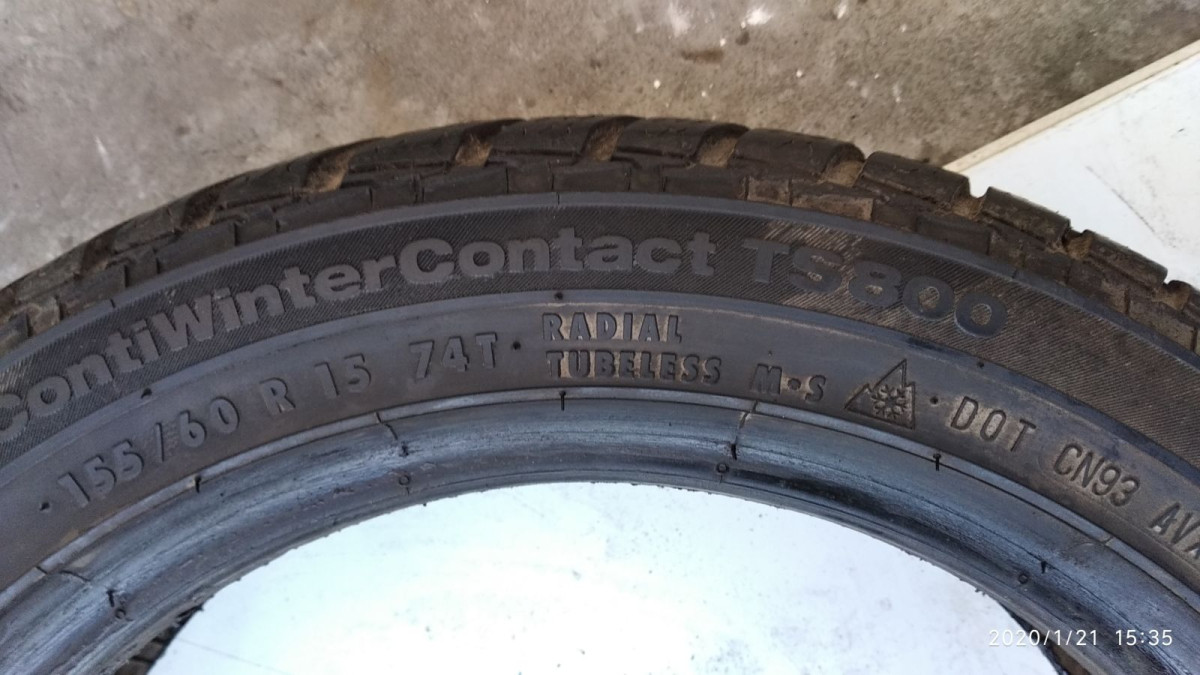 ContiWinterContact TS800
155/60 R 15 74T
RADIAL
TUBELESS
M·S
DOT CN93
2020/1/21 15:35